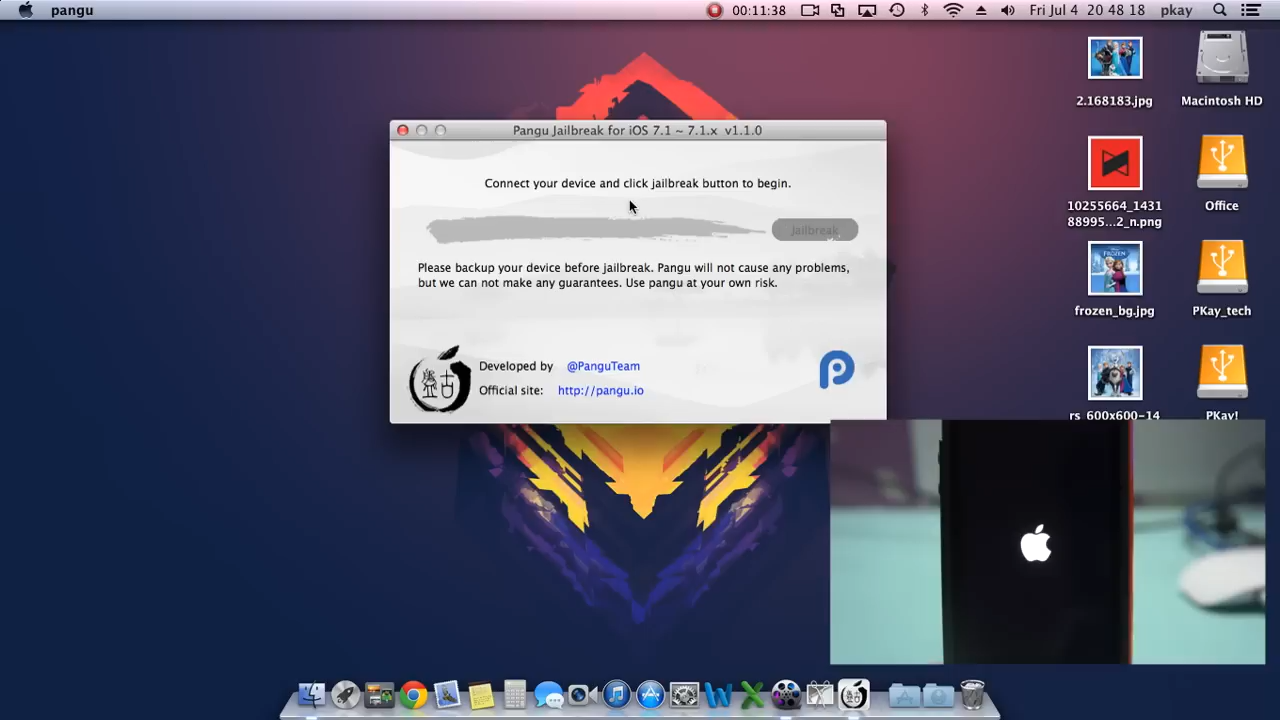 pangu
00:11:38
Fri Jul 4 20 48 18
pkay
2.168183.jpg
Macintosh HD
10255664_1431
88995...2_n.png
Office
FROZEN
frozen_bg.jpg
PKay_tech
rs_600x600-14
PKay!
Pangu Jailbreak for iOS 7.1 ~ 7.1.x v1.1.0
Connect your device and click jailbreak button to begin.
Jailbreak
Please backup your device before jailbreak. Pangu will not cause any problems,
but we can not make any guarantees. Use pangu at your own risk.
Developed by @PanguTeam
Official site: http://pangu.io